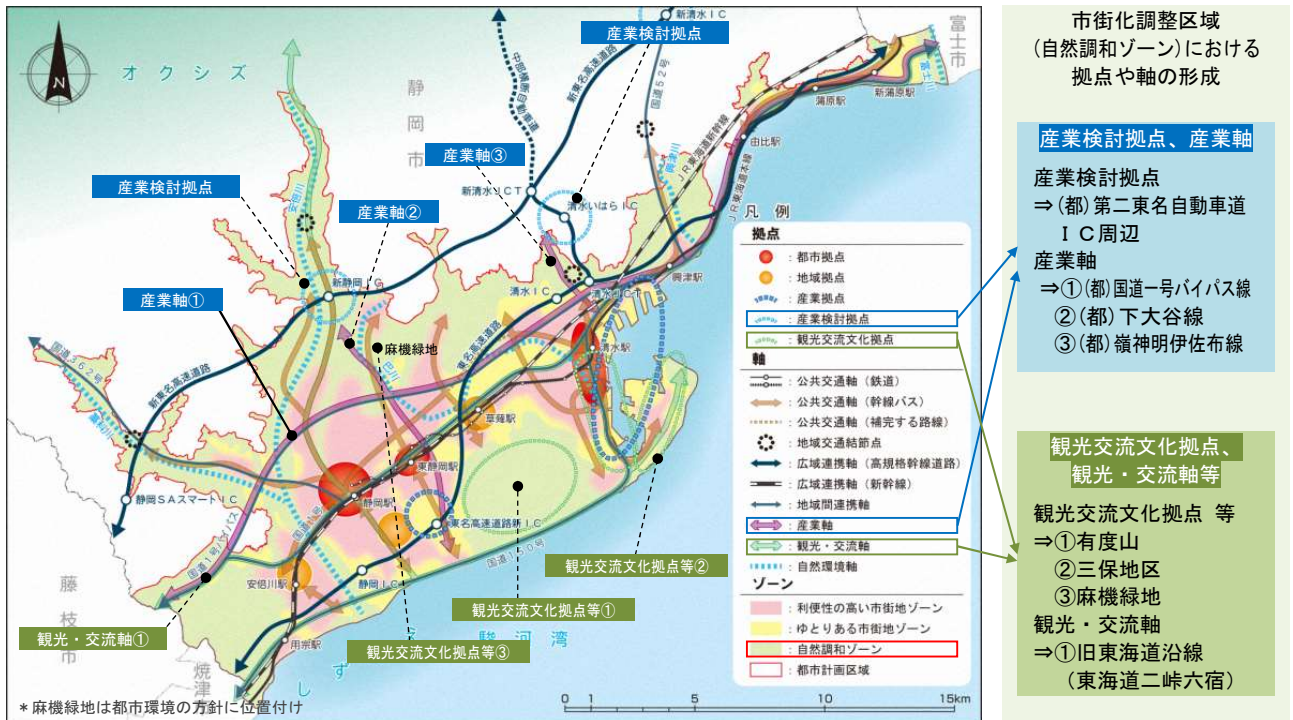 オクシズ
静岡市
富士市
藤枝市
焼津市
駿河湾
産業検討拠点
産業軸③
産業検討拠点
産業軸②
産業軸①
麻機緑地
観光・交流軸①
観光交流文化拠点等③
観光交流文化拠点等①
観光交流文化拠点等②
新清水IC
中部横断自動車道
新東名高速道路
国道52号
新清水JCT
清水いはらIC
興津川
JR東海道新幹線
JR東海道本線
富士川
新蒲原駅
蒲原駅
由比駅
興津駅
清水JCT
清水IC
東名高速道路
清水駅
安倍川
新静岡IC
巴川
国道362号
新東名高速道路
藁科川
静岡SAスマートIC
国道1号バイパス
国道1号
草薙駅
東静岡駅
静岡駅
東名高速道路新IC
国道150号
静岡IC
安倍川駅
用宗駅
*麻機緑地は都市環境の方針に位置付け
0 1 5 10 15km
凡例
拠点
：都市拠点
：地域拠点
：産業拠点
：産業検討拠点
：観光交流文化拠点
軸
：公共交通軸（鉄道）
：公共交通軸（幹線バス）
：公共交通軸（補完する路線）
：地域交通結節点
：広域連携軸（高規格幹線道路）
：広域連携軸（新幹線）
：地域間連携軸
：産業軸
：観光・交流軸
：自然環境軸
ゾーン
：利便性の高い市街地ゾーン
：ゆとりある市街地ゾーン
：自然調和ゾーン
：都市計画区域
市街化調整区域
(自然調和ゾーン)における
拠点や軸の形成
産業検討拠点、産業軸
産業検討拠点
⇒(都)第二東名自動車道
ＩＣ周辺
産業軸
⇒①(都)国道一号バイパス線
②(都)下大谷線
③(都)嶺神明伊佐布線
観光交流文化拠点、
観光・交流軸等
観光交流文化拠点 等
⇒①有度山
②三保地区
③麻機緑地
観光・交流軸
⇒①旧東海道沿線
（東海道二峠六宿）